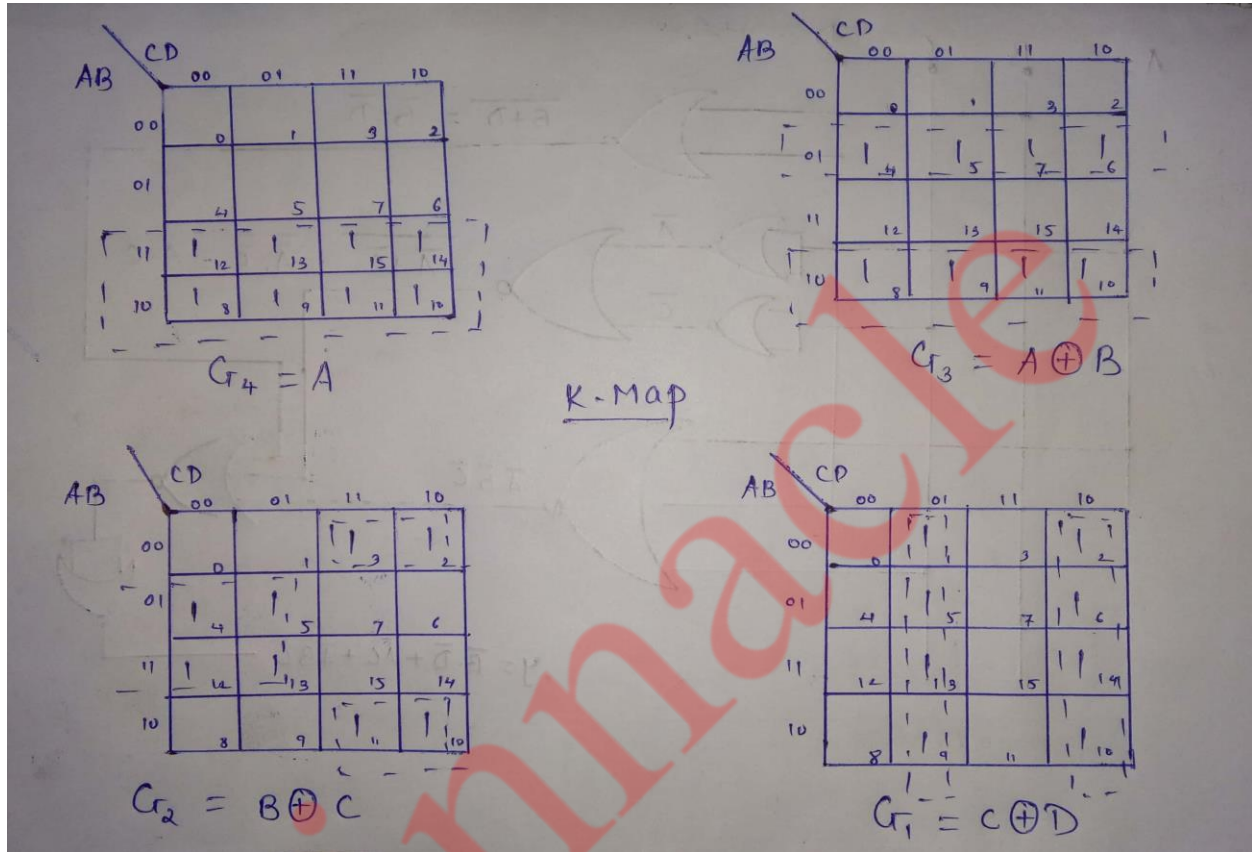 CD
AB 00 01 11 10
00 0 1 3 2
01 4 5 7 6
11 1 12 1 13 1 15 1 14
10 1 8 1 9 1 11 1 10
G4 = A
CD
AB 00 01 11 10
00 0 1 3 2
01 1 4 1 5 1 7 1 6
11 12 13 15 14
10 1 8 1 9 1 11 1 10
G3 = A ⊕ B
K-Map
CD
AB 00 01 11 10
00 0 1 1 3 1 2
01 1 4 1 5 7 6
11 1 12 1 13 15 14
10 8 9 1 11 1 10
G2 = B ⊕ C
CD
AB 00 01 11 10
00 0 1 1 3 1 2
01 4 1 5 7 1 6
11 12 1 13 15 1 14
10 8 1 9 11 1 10
G1 = C ⊕ D
innacle